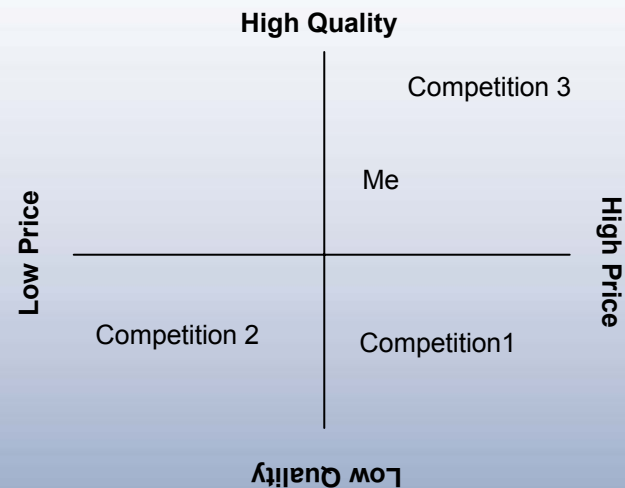 High Quality
Competition 3
Me
Low Price
High Price
Competition 2
Competition1
Low Quality